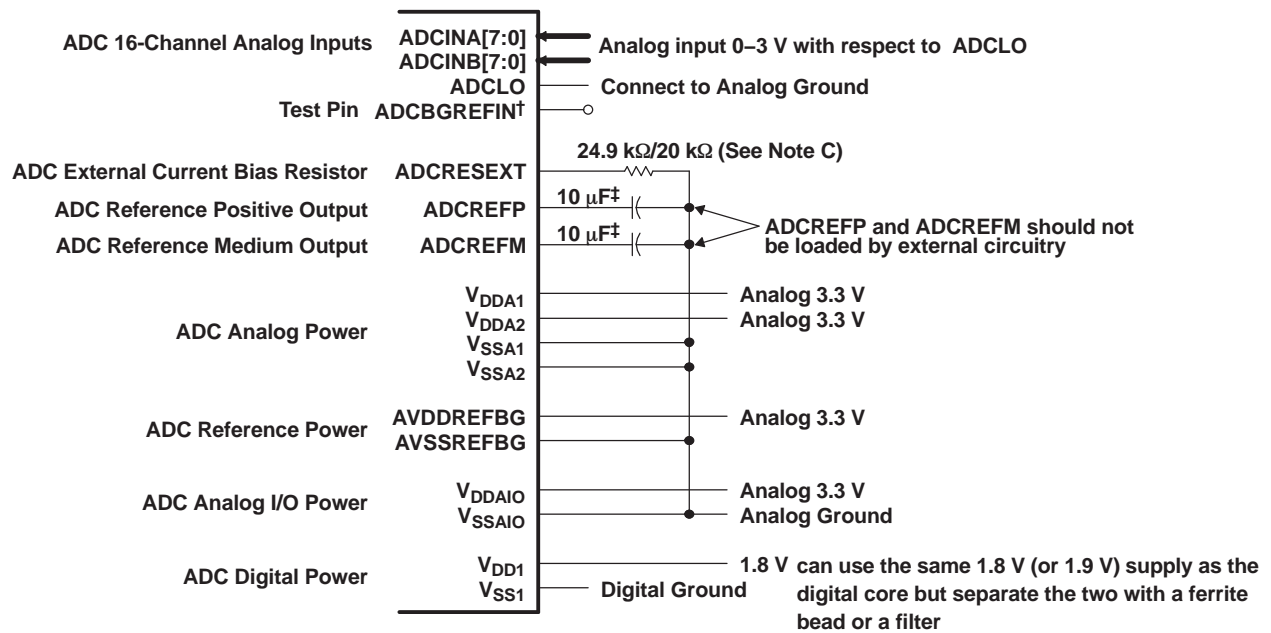 ADC 16-Channel Analog Inputs
ADCINA[7:0]
ADCINB[7:0]
Analog input 0–3 V with respect to ADCLO
ADCLO
Connect to Analog Ground
Test Pin
ADCBGREFIN†
24.9 kΩ/20 kΩ (See Note C)
ADC External Current Bias Resistor
ADCRESEXT
ADC Reference Positive Output
ADCREFP
10 μF‡
ADC Reference Medium Output
ADCREFM
10 μF‡
ADCREFP and ADCREFM should not
be loaded by external circuitry
ADC Analog Power
VDDA1
Analog 3.3 V
VDDA2
Analog 3.3 V
VSSA1
VSSA2
ADC Reference Power
AVDDREFBG
Analog 3.3 V
AVSSREFBG
ADC Analog I/O Power
VDDAIO
Analog 3.3 V
VSSAIO
Analog Ground
ADC Digital Power
VDD1
1.8 V can use the same 1.8 V (or 1.9 V) supply as the
digital core but separate the two with a ferrite
bead or a filter
VSS1
Digital Ground